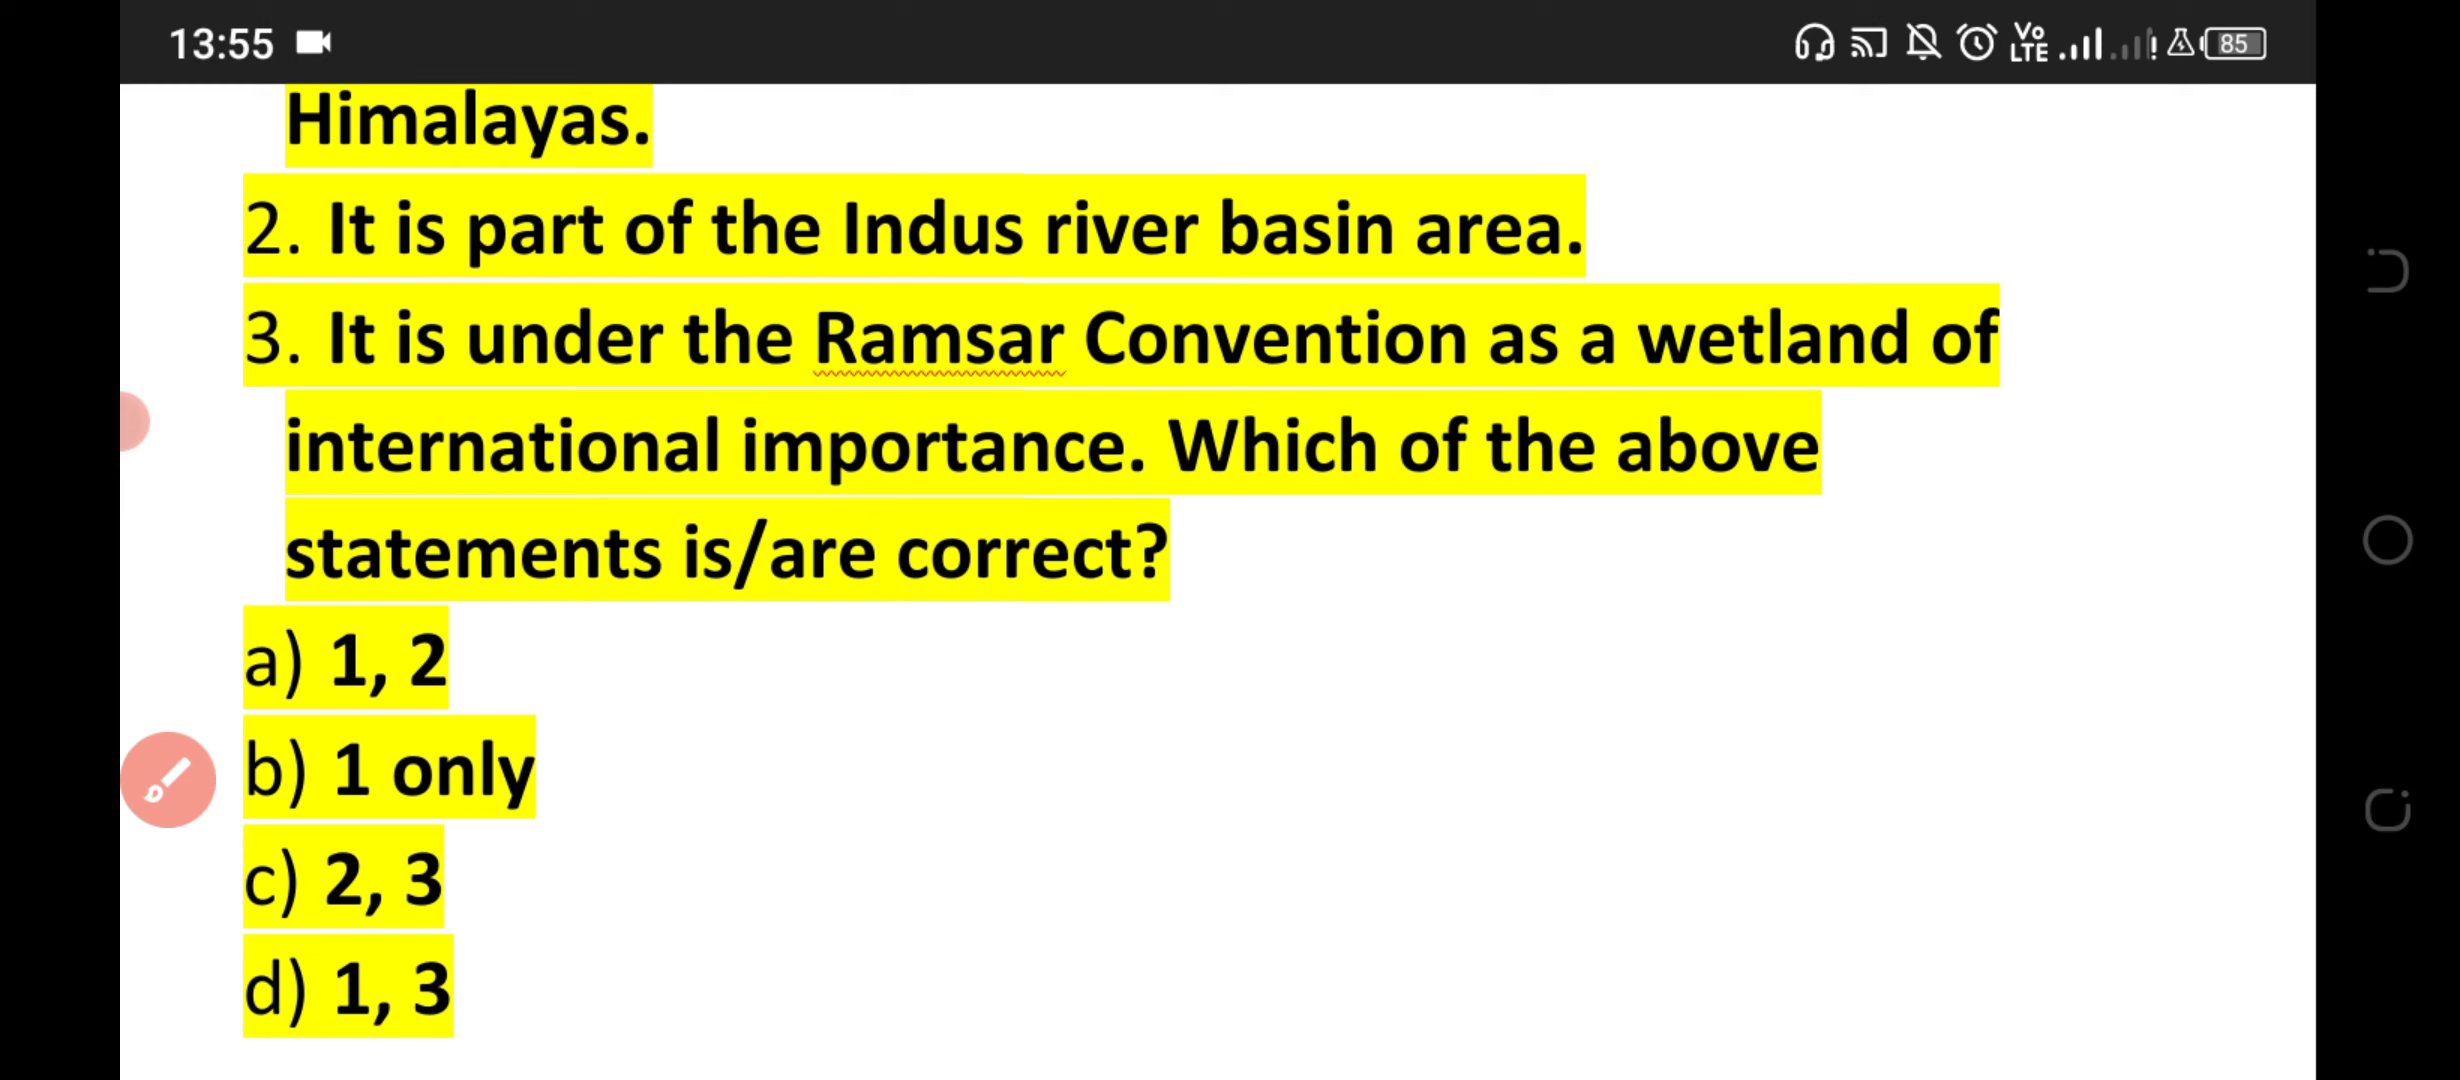 13:55 Vo LTE 85
Himalayas.
2. It is part of the Indus river basin area.
3. It is under the Ramsar Convention as a wetland of
international importance. Which of the above
statements is/are correct?
a) 1, 2
b) 1 only
c) 2, 3
d) 1, 3